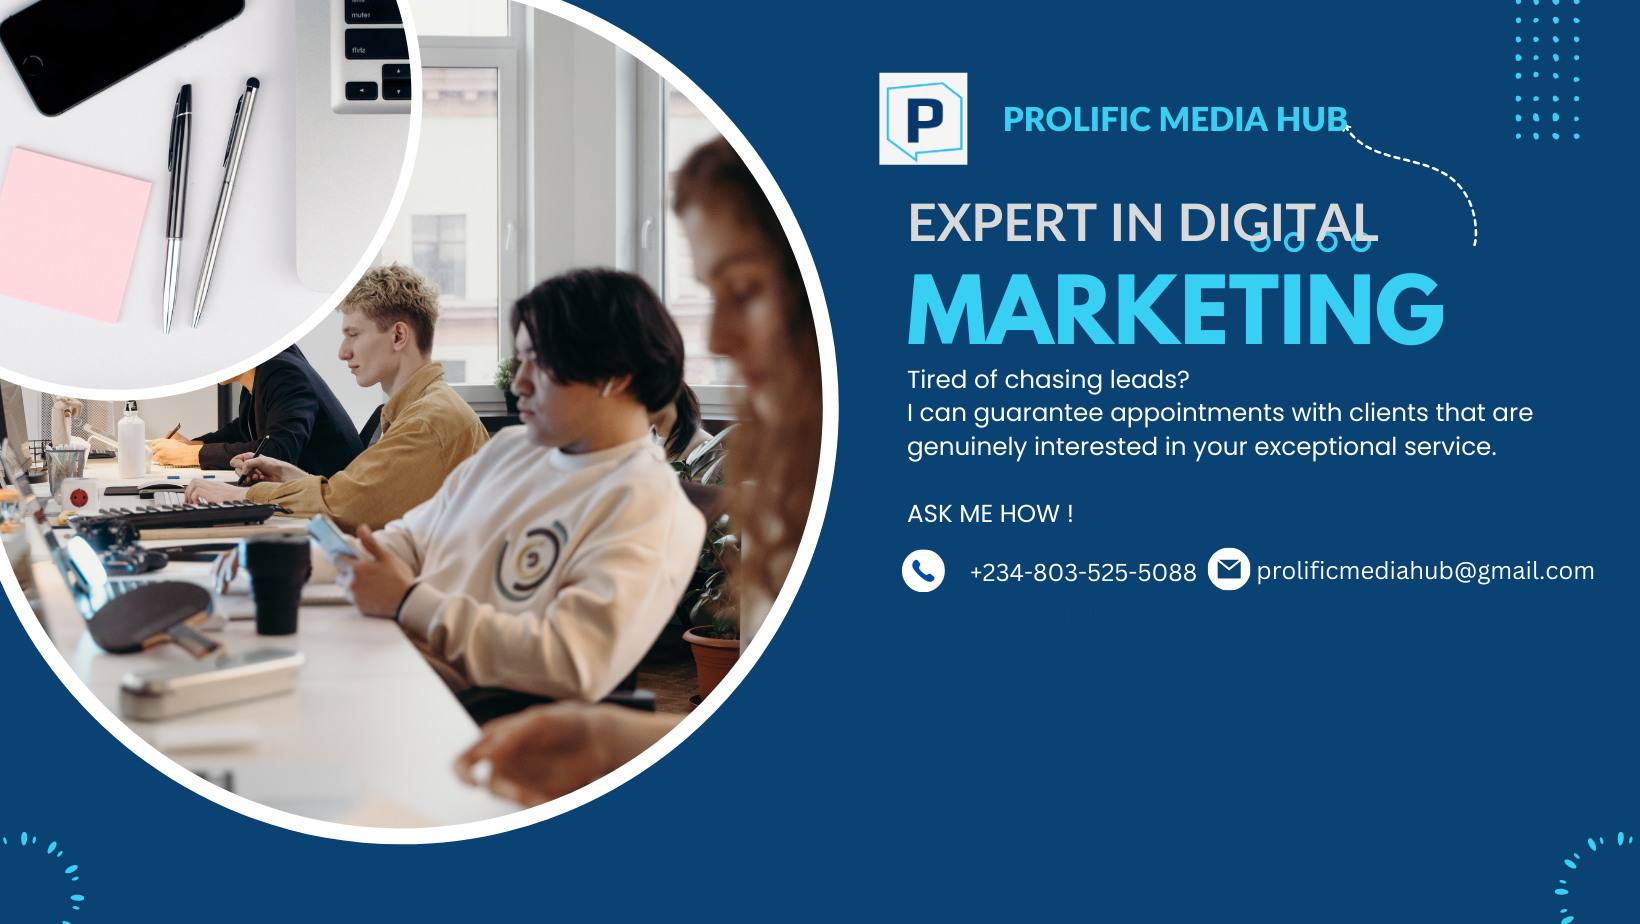 P
PROLIFIC MEDIA HUB
EXPERT IN DIGITAL
MARKETING
Tired of chasing leads?
I can guarantee appointments with clients that are
genuinely interested in your exceptional service.
ASK ME HOW !
+234-803-525-5088 prolificmediahub@gmail.com